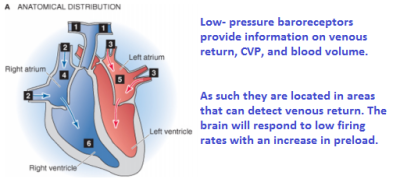 A ANATOMICAL DISTRIBUTION
1
1
2
3
Left atrium
3
Right atrium
4
5
2
6
Left ventricle
Right ventricle
Low- pressure baroreceptors
provide information on venous
return, CVP, and blood volume.
As such they are located in areas
that can detect venous return. The
brain will respond to low firing
rates with an increase in preload.